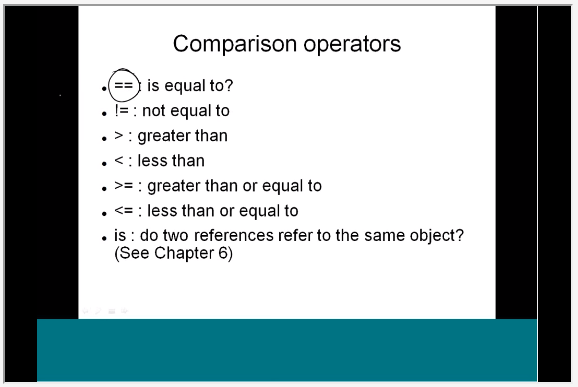 Comparison operators
• == : is equal to?
• != : not equal to
• > : greater than
• < : less than
• >= : greater than or equal to
• <= : less than or equal to
• is : do two references refer to the same object?
(See Chapter 6)